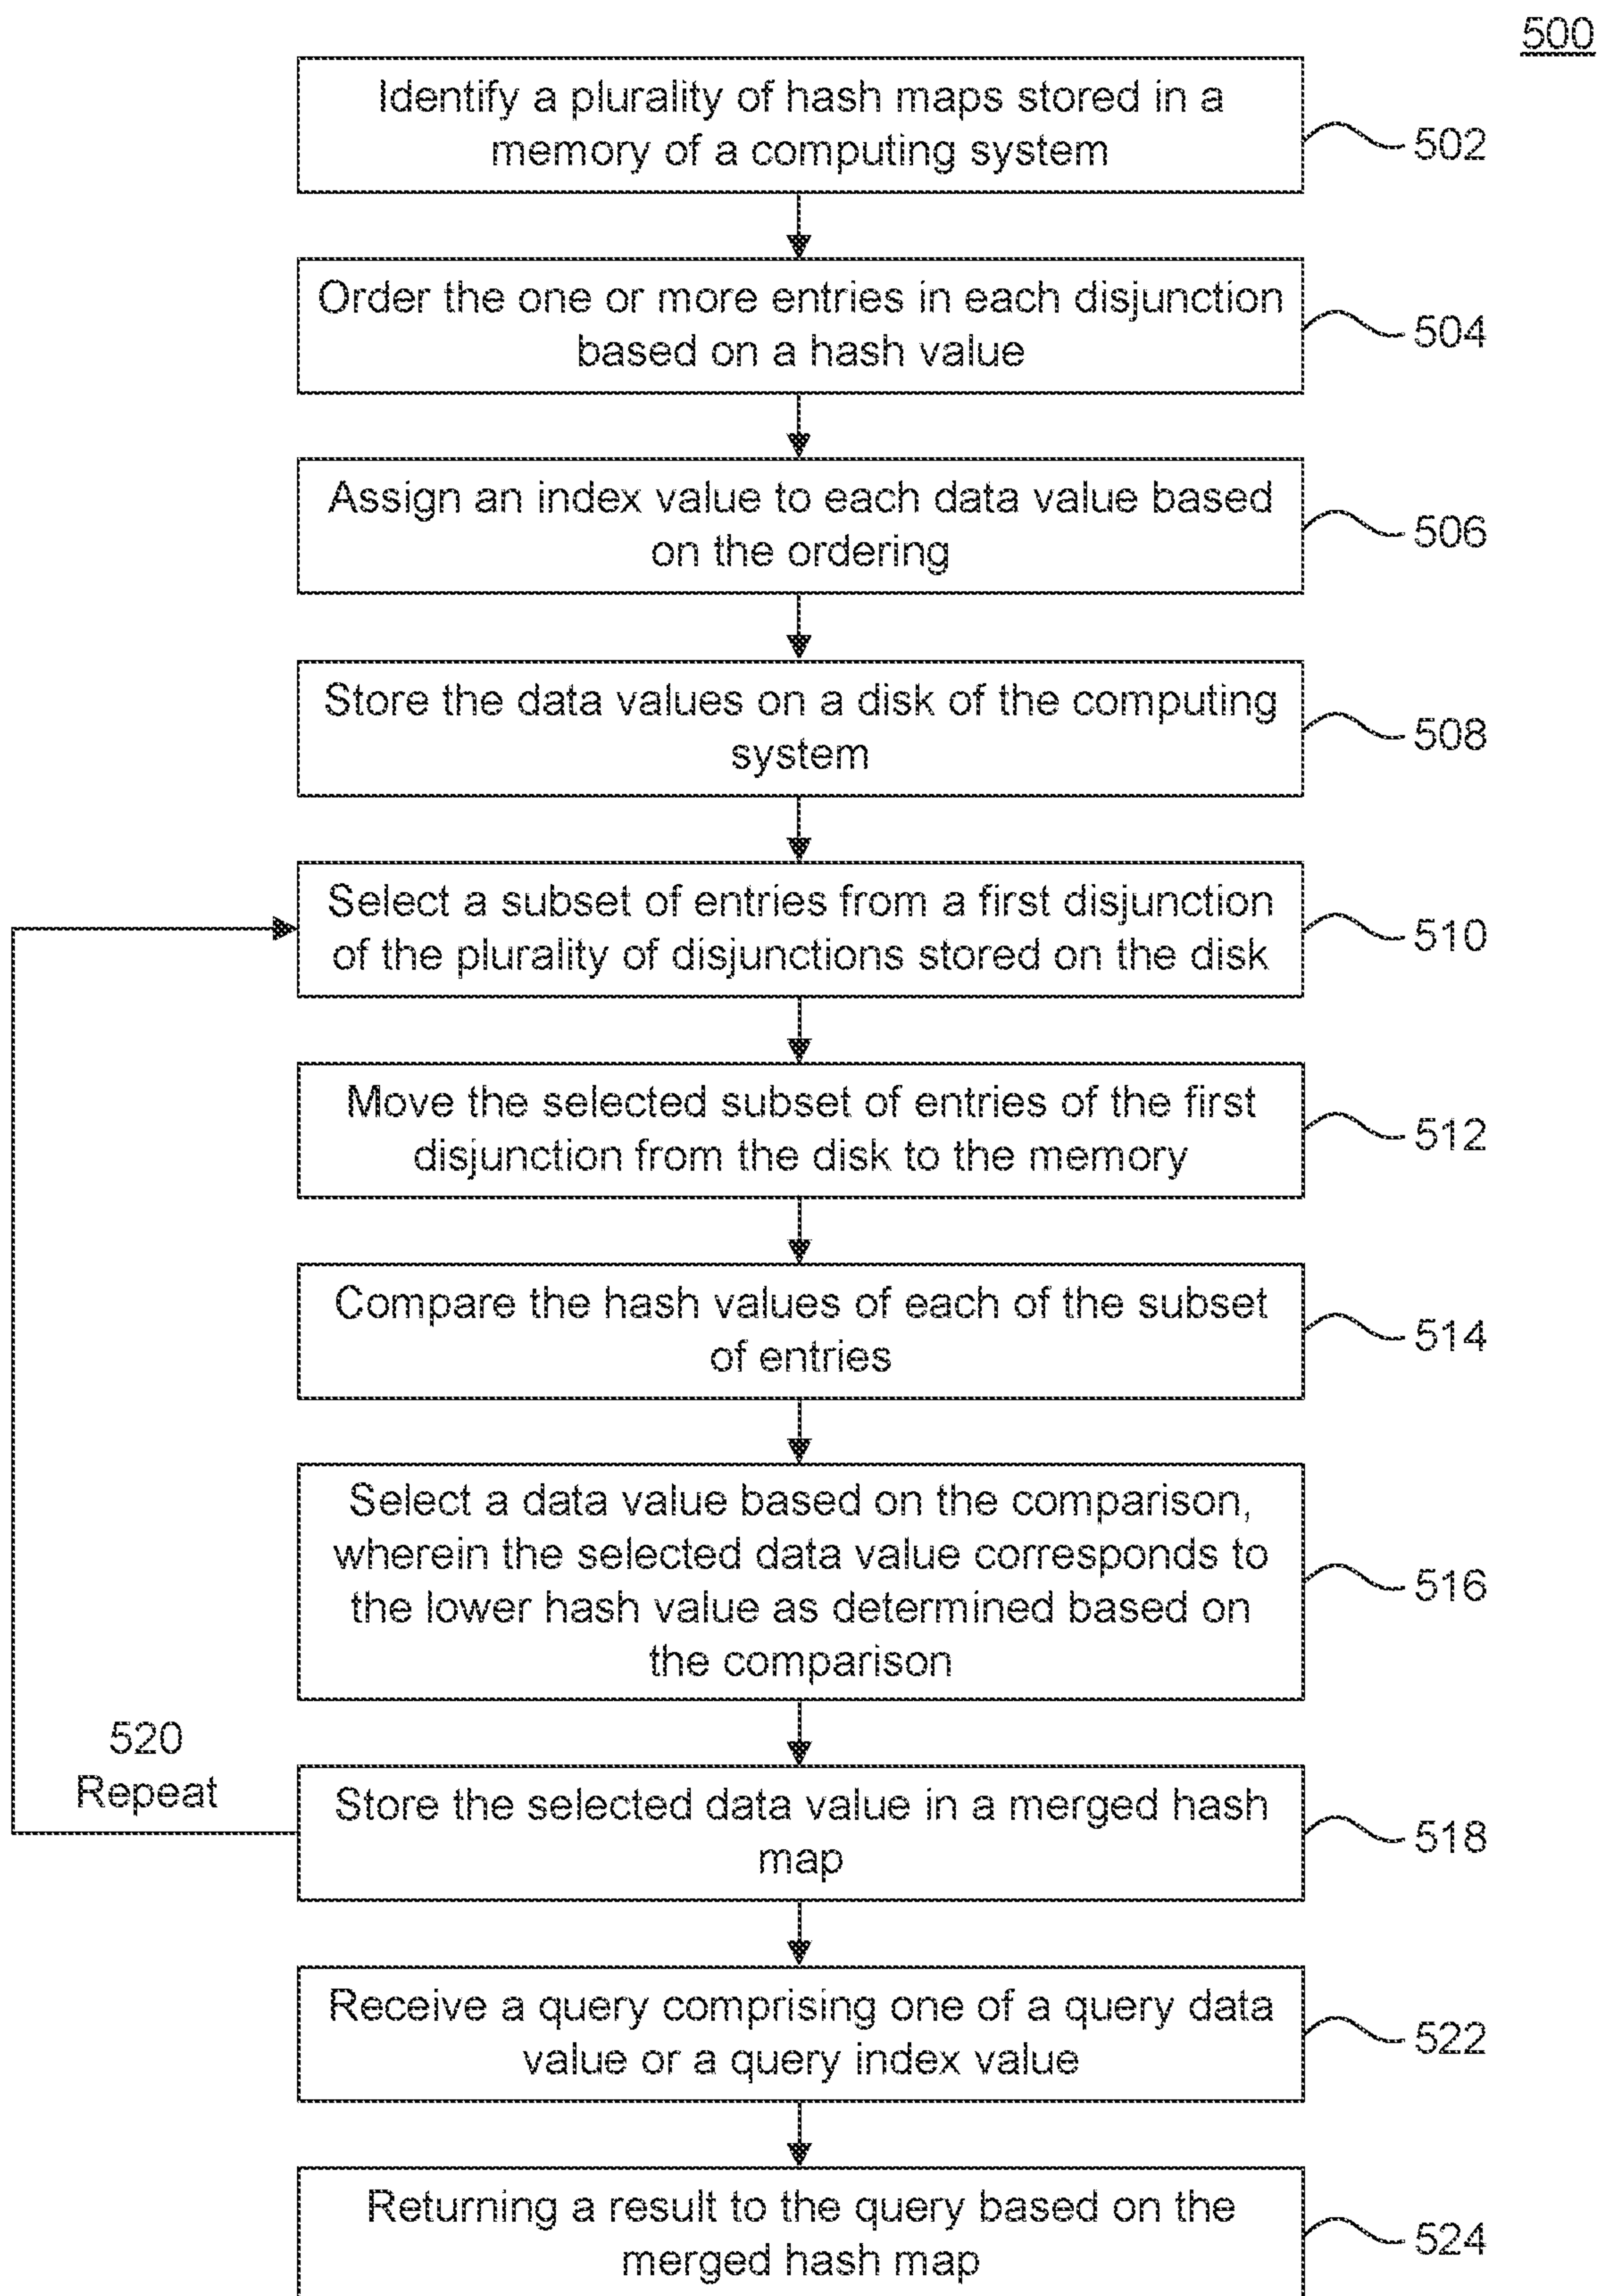 500
Identify a plurality of hash maps stored in a
memory of a computing system
502
Order the one or more entries in each disjunction
based on a hash value
504
Assign an index value to each data value based
on the ordering
506
Store the data values on a disk of the computing
system
508
Select a subset of entries from a first disjunction
of the plurality of disjunctions stored on the disk
510
Move the selected subset of entries of the first
disjunction from the disk to the memory
512
Compare the hash values of each of the subset
of entries
514
Select a data value based on the comparison,
wherein the selected data value corresponds to
the lower hash value as determined based on
the comparison
516
520
Repeat
Store the selected data value in a merged hash
map
518
Receive a query comprising one of a query data
value or a query index value
522
Returning a result to the query based on the
merged hash map
524